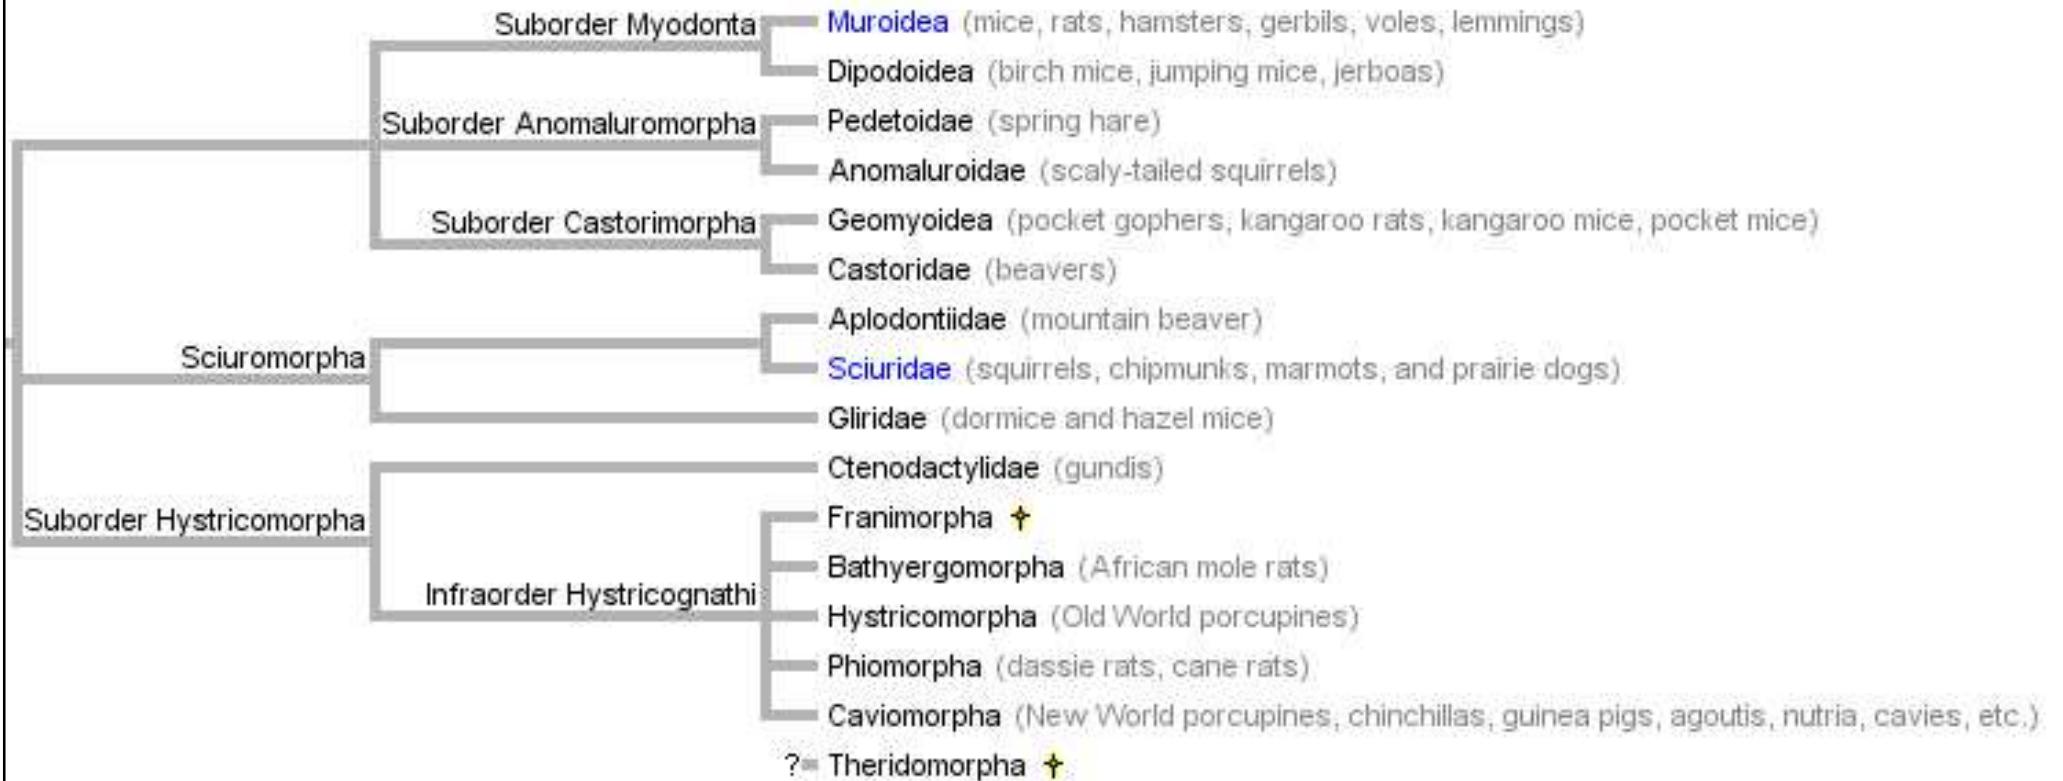 Suborder Myodonta
Muroidea (mice, rats, hamsters, gerbils, voles, lemmings)
Dipodoidea (birch mice, jumping mice, jerboas)
Suborder Anomaluromorpha
Pedetoidae (spring hare)
Anomaluroidae (scaly-tailed squirrels)
Suborder Castorimorpha
Geomyoidea (pocket gophers, kangaroo rats, kangaroo mice, pocket mice)
Castoridae (beavers)
Aplodontiidae (mountain beaver)
Sciuromorpha
Sciuridae (squirrels, chipmunks, marmots, and prairie dogs)
Gliridae (dormice and hazel mice)
Ctenodactylidae (gundis)
Suborder Hystricomorpha
Franimorpha †
Bathyergomorpha (African mole rats)
Infraorder Hystricognathi
Hystricomorpha (Old World porcupines)
Phiomorpha (dassie rats, cane rats)
Caviomorpha (New World porcupines, chinchillas, guinea pigs, agoutis, nutria, cavies, etc.)
?= Theridomorpha †